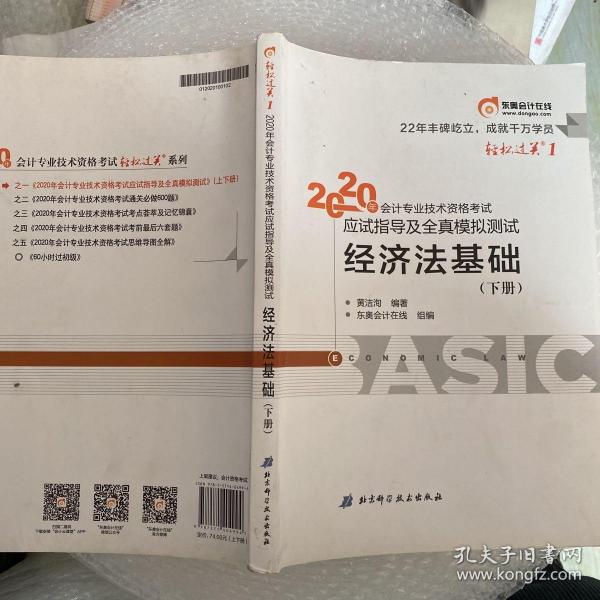 012020100102
会计专业技术资格考试轻松过关®系列
之一《2020年会计专业技术资格考试应试指导及全真模拟测试》(上下册)
之二《2020年会计专业技术资格考试通关必做600题》
之三《2020年会计专业技术资格考试考点荟萃及记忆锦囊》
之四《2020年会计专业技术资格考试考前最后六套题》
之五《2020年会计专业技术资格考试思维导图全解》
《60小时过初级》
上架建议:会计资格考试
定价:74.00元(上下册)
轻松过关®1
2020年会计专业技术资格考试应试指导及全真模拟测试
经济法基础(下册)
北京科学技术出版社
东奥会计在线
www.dongao.com
22年丰碑屹立,成就千万学员
轻松过关®1
2020年会计专业技术资格考试
应试指导及全真模拟测试
经济法基础
(下册)
黄洁洵 编著
东奥会计在线 组编
ECONOMIC LAW
BASIC
北京科学技术出版社
孔夫子旧书网
www.kongfz.com